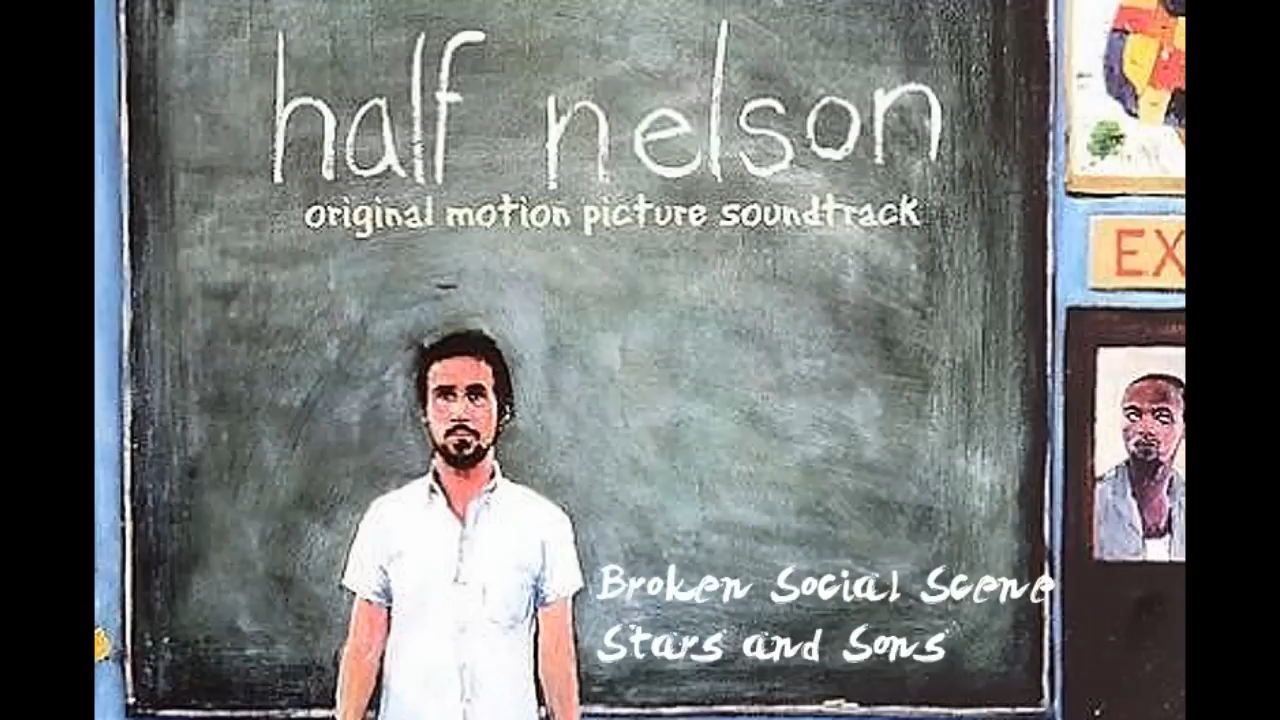 half nelson
original motion picture soundtrack
EX
Broken Social Scene
Stars and Sons